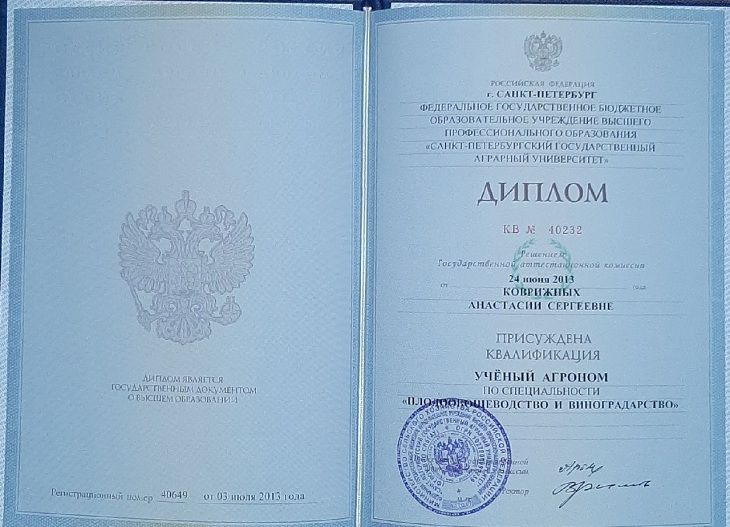 ДИПЛОМ ЯВЛЯЕТСЯ
ГОСУДАРСТВЕННЫМ ДОКУМЕНТОМ
О ВЫСШЕМ ОБРАЗОВАНИИ
Регистрационный номер 40649 от 03 июля 2013 года
РОССИЙСКАЯ ФЕДЕРАЦИЯ
г. САНКТ-ПЕТЕРБУРГ
ФЕДЕРАЛЬНОЕ ГОСУДАРСТВЕННОЕ БЮДЖЕТНОЕ
ОБРАЗОВАТЕЛЬНОЕ УЧРЕЖДЕНИЕ ВЫСШЕГО
ПРОФЕССИОНАЛЬНОГО ОБРАЗОВАНИЯ
«САНКТ-ПЕТЕРБУРГСКИЙ ГОСУДАРСТВЕННЫЙ
АГРАРНЫЙ УНИВЕРСИТЕТ»
ДИПЛОМ
КВ № 40232
Решением
Государственной аттестационной комиссии
от 24 июня 2013 года
КОВРИЖНЫХ
АНАСТАСИИ СЕРГЕЕВНЕ
ПРИСУЖДЕНА
КВАЛИФИКАЦИЯ
УЧЁНЫЙ АГРОНОМ
ПО СПЕЦИАЛЬНОСТИ
«ПЛОДООВОЩЕВОДСТВО И ВИНОГРАДАРСТВО»
Ректор